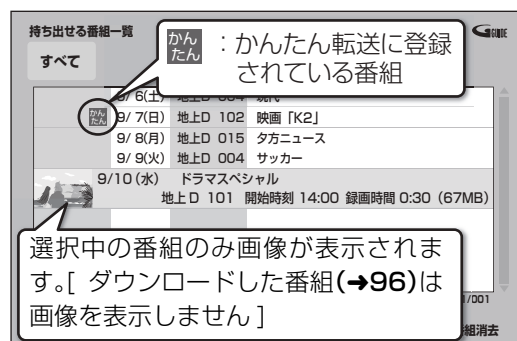 持ち出せる番組一覧
GGUIDE
すべて
かんたん：かんたん転送に登録
されている番組
9/ 6(土) 地上D 004 現代
かんたん 9/ 7(日) 地上D 102 映画「K2」
9/ 8(月) 地上D 015 夕方ニュース
9/ 9(火) 地上D 004 サッカー
9/10(水) ドラマスペシャル
地上D 101 開始時刻 14:00 録画時間 0:30 (67MB)
選択中の番組のみ画像が表示されま
す。[ ダウンロードした番組(➔96)は
画像を表示しません ]
/001
組消去